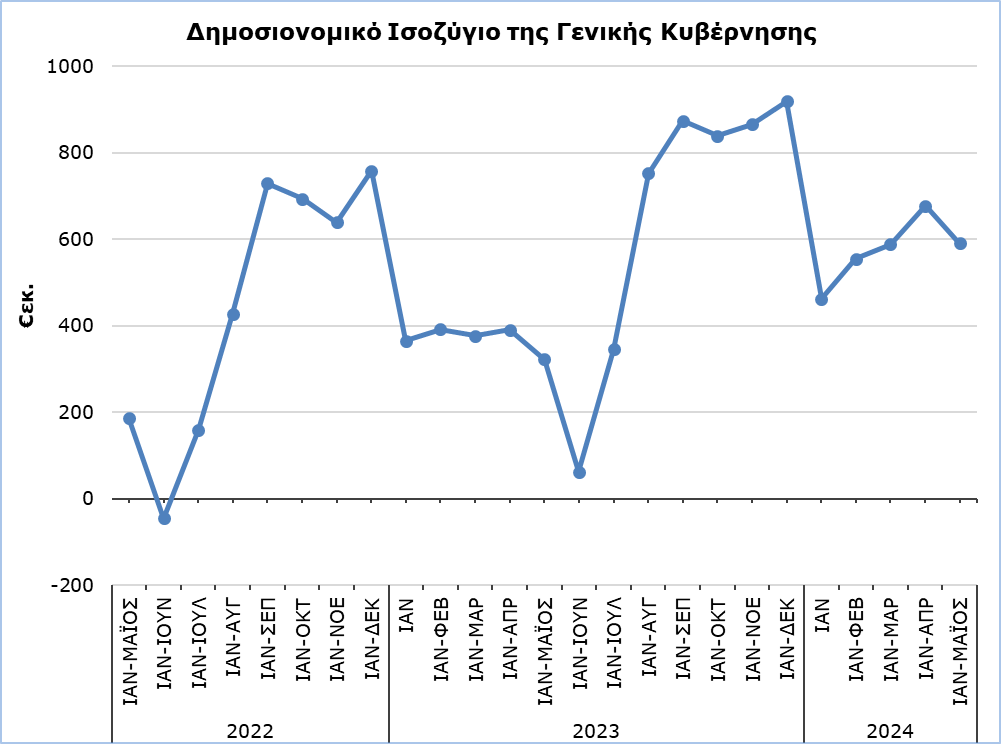 Δημοσιονομικό Ισοζύγιο της Γενικής Κυβέρνησης
€εκ.
1000
800
600
400
200
0
-200
ΙΑΝ-ΜΑΪΟΣ
ΙΑΝ-ΙΟΥΝ
ΙΑΝ-ΙΟΥΛ
ΙΑΝ-ΑΥΓ
ΙΑΝ-ΣΕΠ
ΙΑΝ-ΟΚΤ
ΙΑΝ-ΝΟΕ
ΙΑΝ-ΔΕΚ
ΙΑΝ
ΙΑΝ-ΦΕΒ
ΙΑΝ-ΜΑΡ
ΙΑΝ-ΑΠΡ
ΙΑΝ-ΜΑΪΟΣ
ΙΑΝ-ΙΟΥΝ
ΙΑΝ-ΙΟΥΛ
ΙΑΝ-ΑΥΓ
ΙΑΝ-ΣΕΠ
ΙΑΝ-ΟΚΤ
ΙΑΝ-ΝΟΕ
ΙΑΝ-ΔΕΚ
ΙΑΝ
ΙΑΝ-ΦΕΒ
ΙΑΝ-ΜΑΡ
ΙΑΝ-ΑΠΡ
ΙΑΝ-ΜΑΪΟΣ
2022
2023
2024